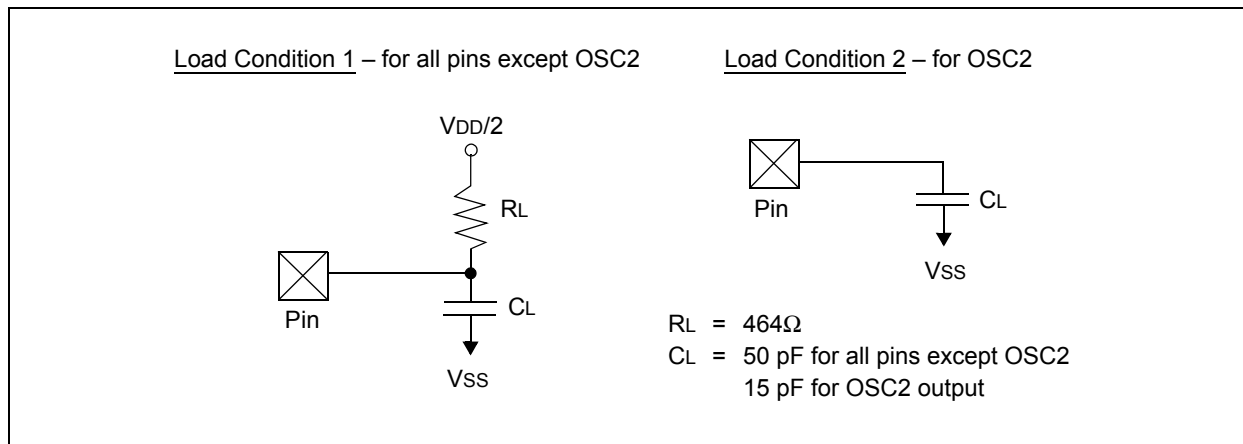 Load Condition 1 – for all pins except OSC2
VDD/2
RL
Pin
CL
VSS
Load Condition 2 – for OSC2
Pin
CL
VSS
RL = 464Ω
CL = 50 pF for all pins except OSC2
15 pF for OSC2 output